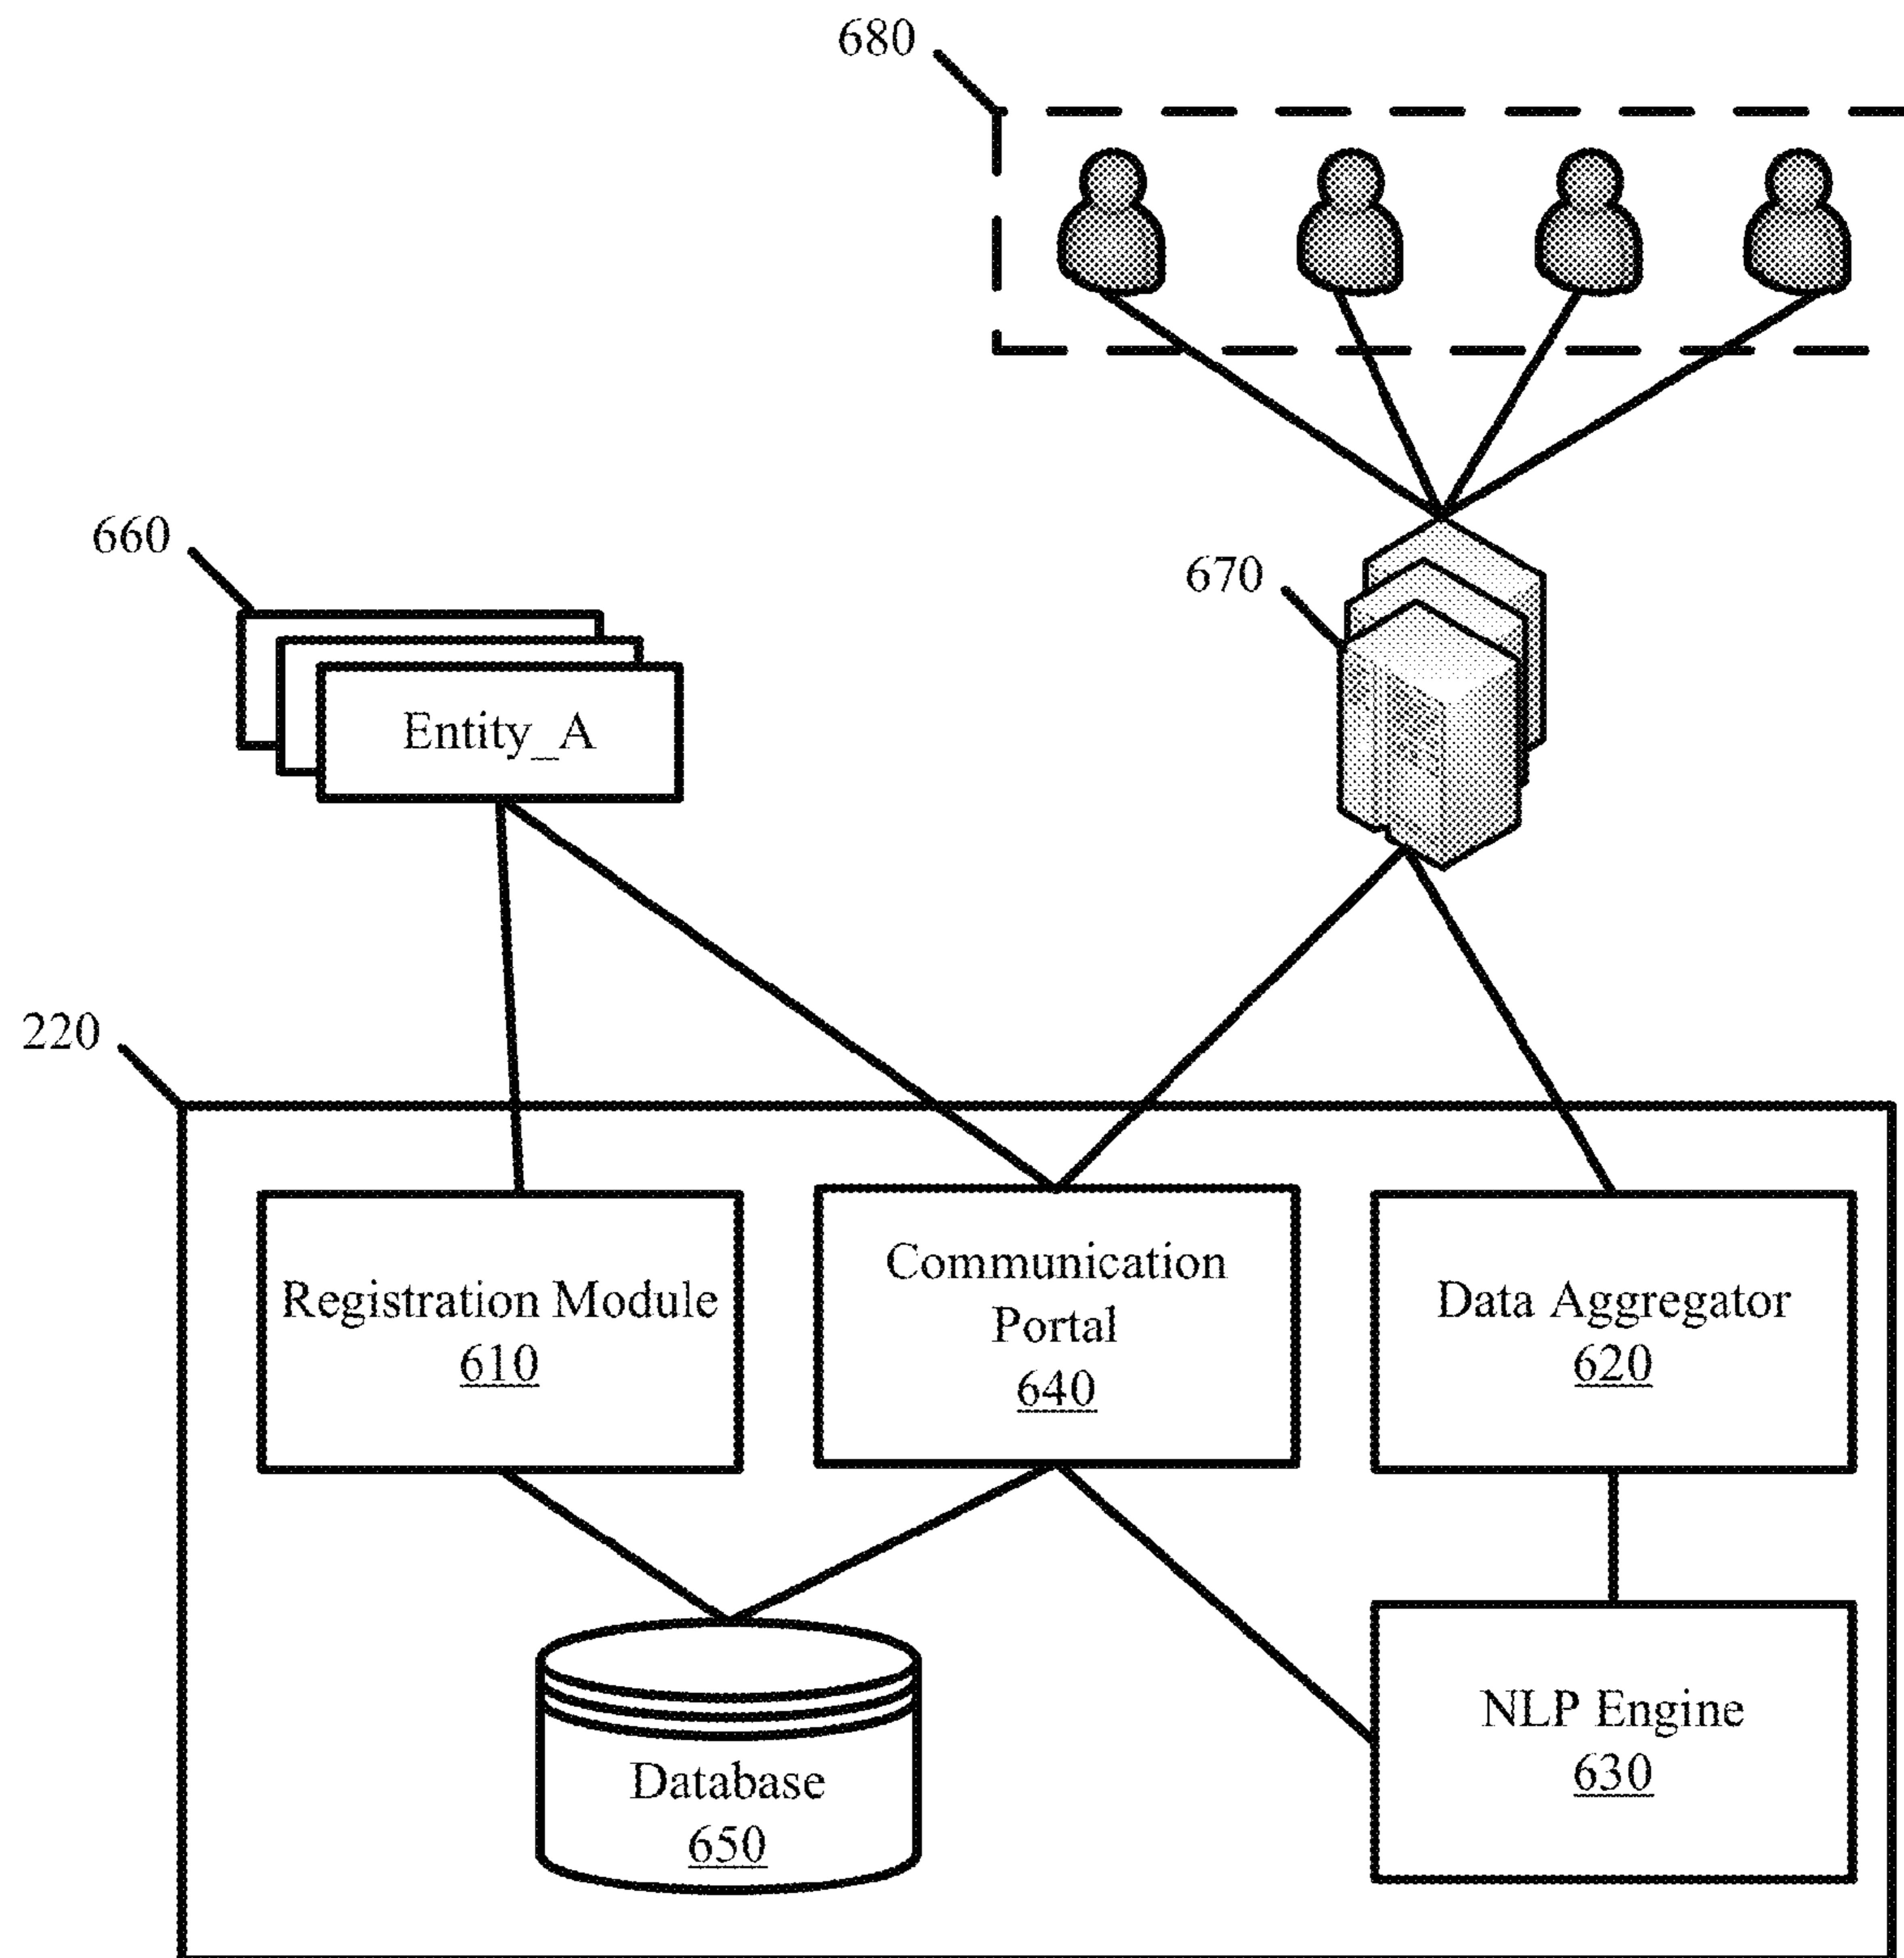 680
660
670
Entity_A
220
Registration Module
610
Communication
Portal
640
Data Aggregator
620
Database
650
NLP Engine
630